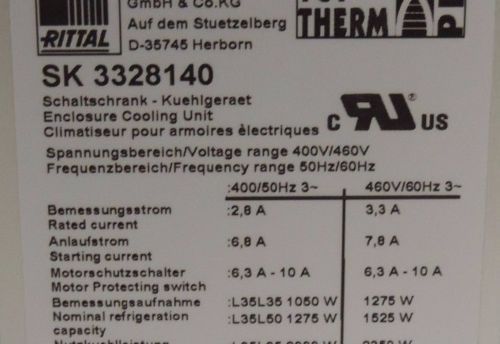 GmbH & Co.KG
RITTAL
Auf dem Stuetzelberg
THERM
D-35745 Herborn
SK 3328140
Schaltschrank - Kuehlgeraet
Enclosure Cooling Unit
Climatiseur pour armoires èlectriques
C RU ® US
Spannungsbereich/Voltage range 400V/460V
Frequenzbereich/Frequency range 50Hz/60Hz
:400/50Hz 3~ 460V/60Hz 3~
Bemessungsstrom :2,8 A 3,3 A
Rated current
Anlaufstrom :6,8 A 7,8 A
Starting current
Motorschutzschalter :6,3 A - 10 A 6,3 A - 10 A
Motor Protecting switch
Bemessungsaufnahme :L35L35 1050 W 1275 W
Nominal refrigeration :L35L50 1275 W 1525 W
capacity